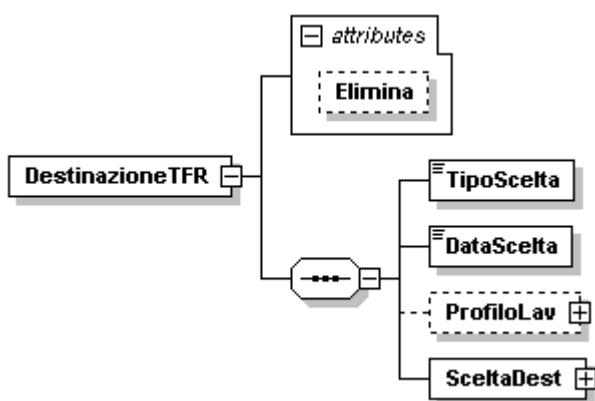 attributes
Elimina
DestinazioneTFR
TipoScelta
DataScelta
ProfiloLav
SceltaDest